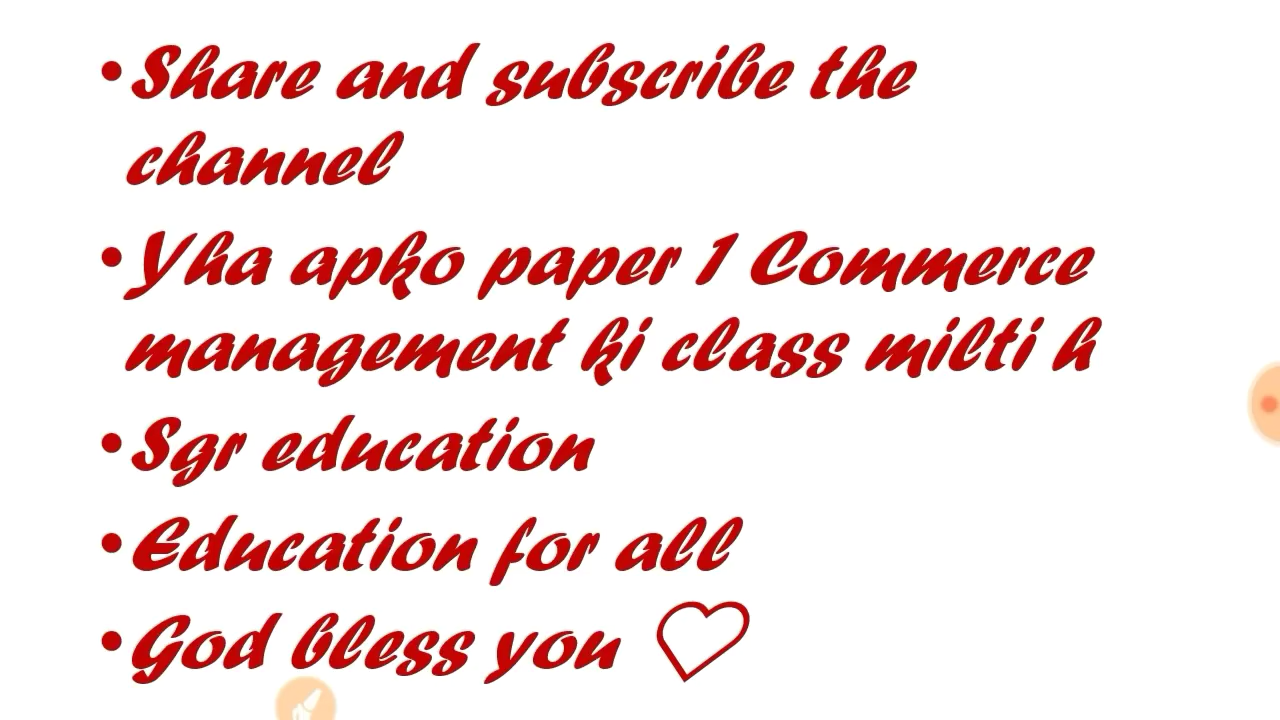 • Share and subscribe the
channel
• Yha apko paper 1 Commerce
management ki class milti h
• Sgr education
• Education for all
• God bless you ♡